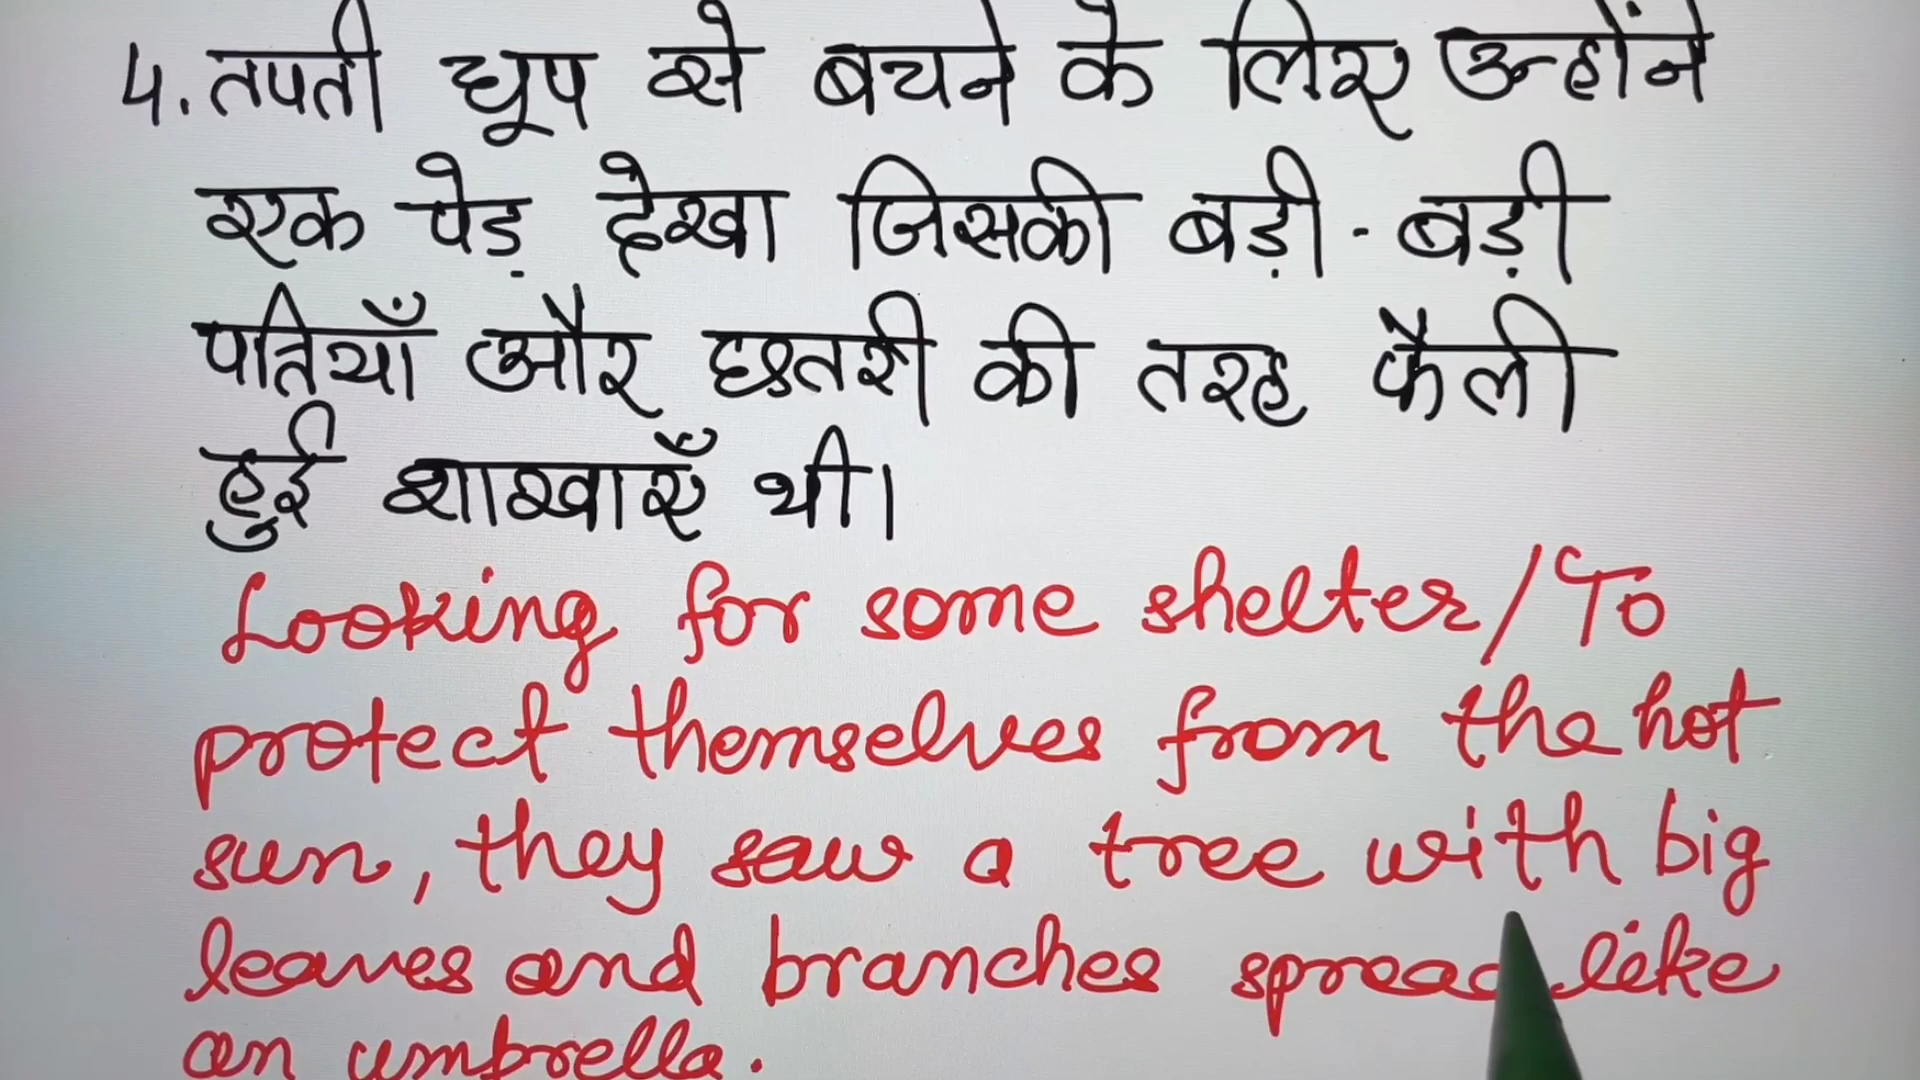 4. तपती धूप से बचने के लिए उन्होंने
एक पेड़ देखा जिसकी बड़ी - बड़ी
पतियाँ और छतरी की तरह फैली
हुई शाखाएँ थी।
Looking for some shelter/To
protect themselves from the hot
sun, they saw a tree with big
leaves and branches spread like
an umbrella.